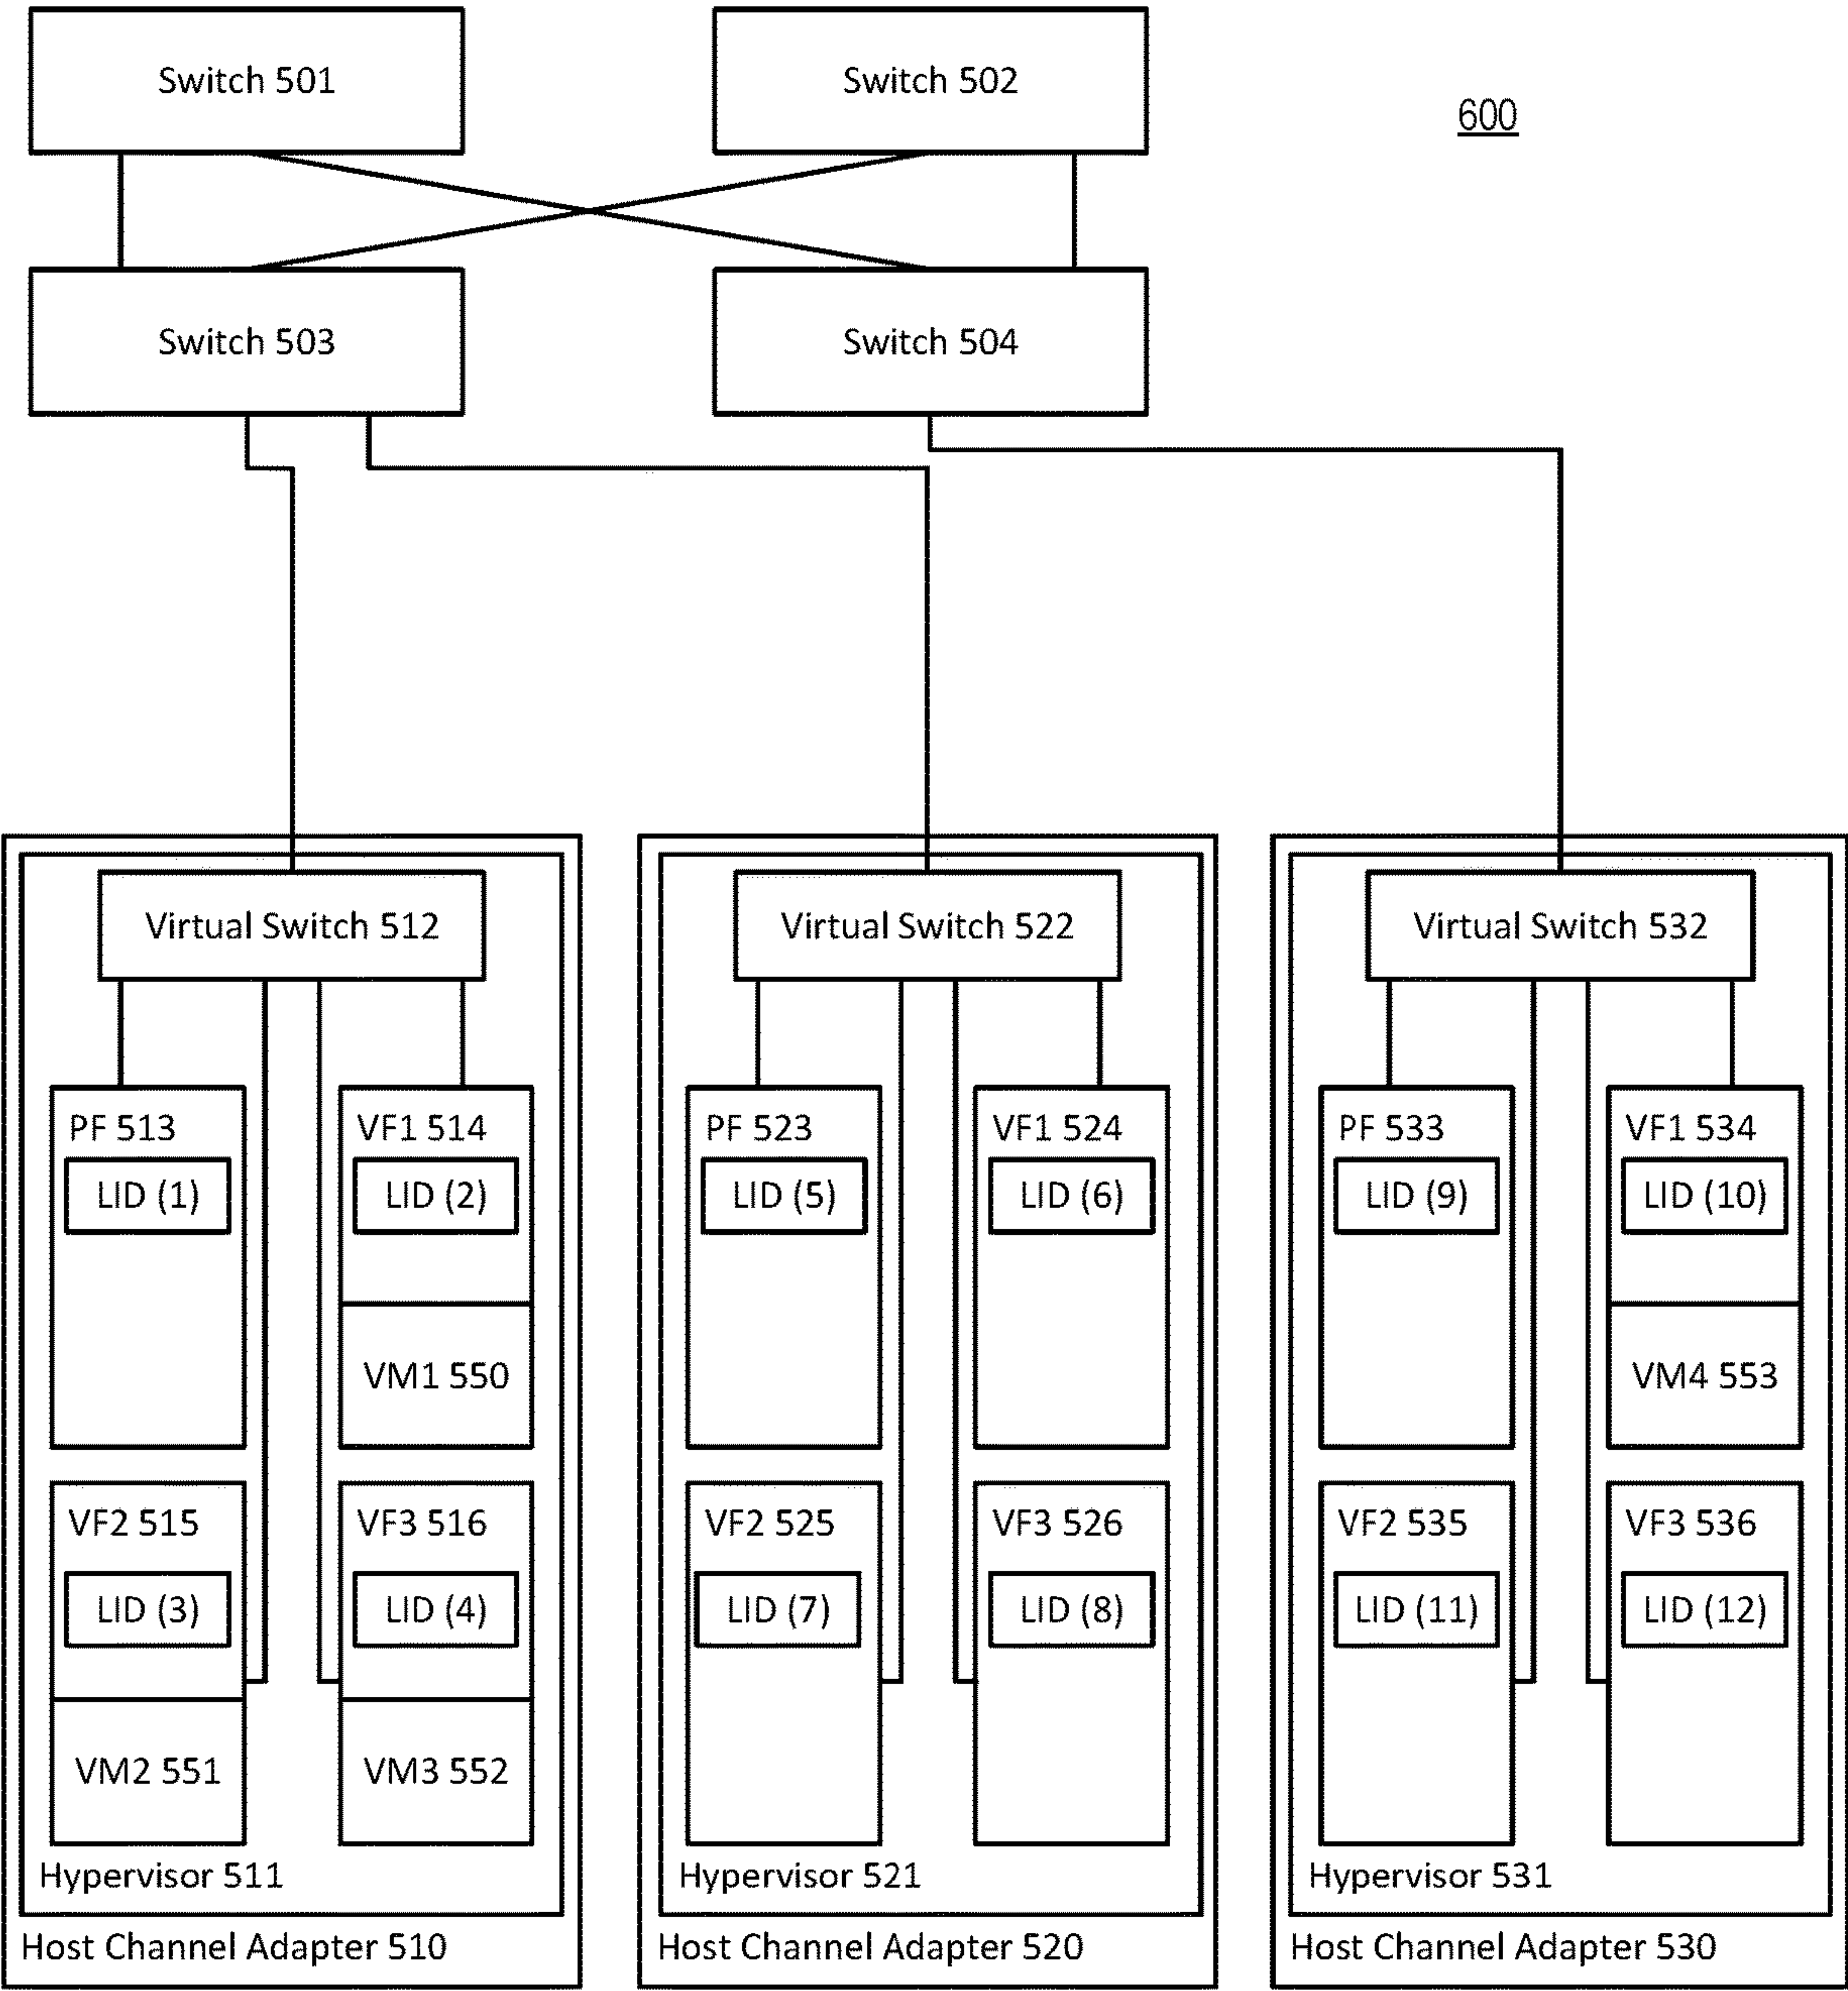 Switch 501
Switch 502
600
Switch 503
Switch 504
Virtual Switch 512
Virtual Switch 522
Virtual Switch 532
PF 513
LID (1)
VF1 514
LID (2)
VM1 550
VF2 515
LID (3)
VM2 551
VF3 516
LID (4)
VM3 552
Hypervisor 511
Host Channel Adapter 510
PF 523
LID (5)
VF1 524
LID (6)
VF2 525
LID (7)
VF3 526
LID (8)
Hypervisor 521
Host Channel Adapter 520
PF 533
LID (9)
VF1 534
LID (10)
VM4 553
VF2 535
LID (11)
VF3 536
LID (12)
Hypervisor 531
Host Channel Adapter 530